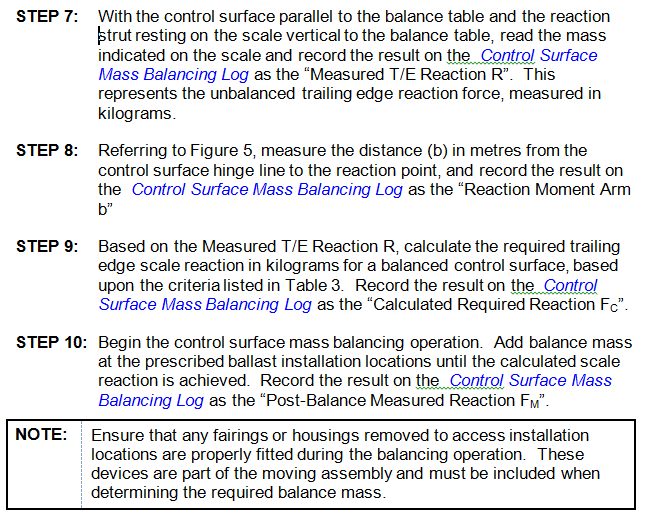 STEP 7: With the control surface parallel to the balance table and the reaction
strut resting on the scale vertical to the balance table, read the mass
indicated on the scale and record the result on the Control Surface
Mass Balancing Log as the “Measured T/E Reaction R”. This
represents the unbalanced trailing edge reaction force, measured in
kilograms.
STEP 8: Referring to Figure 5, measure the distance (b) in metres from the
control surface hinge line to the reaction point, and record the result on
the Control Surface Mass Balancing Log as the “Reaction Moment Arm
b”
STEP 9: Based on the Measured T/E Reaction R, calculate the required trailing
edge scale reaction in kilograms for a balanced control surface, based
upon the criteria listed in Table 3. Record the result on the Control
Surface Mass Balancing Log as the “Calculated Required Reaction FC”.
STEP 10: Begin the control surface mass balancing operation. Add balance mass
at the prescribed ballast installation locations until the calculated scale
reaction is achieved. Record the result on the Control Surface Mass
Balancing Log as the “Post-Balance Measured Reaction FM”.
NOTE: Ensure that any fairings or housings removed to access installation
locations are properly fitted during the balancing operation. These
devices are part of the moving assembly and must be included when
determining the required balance mass.